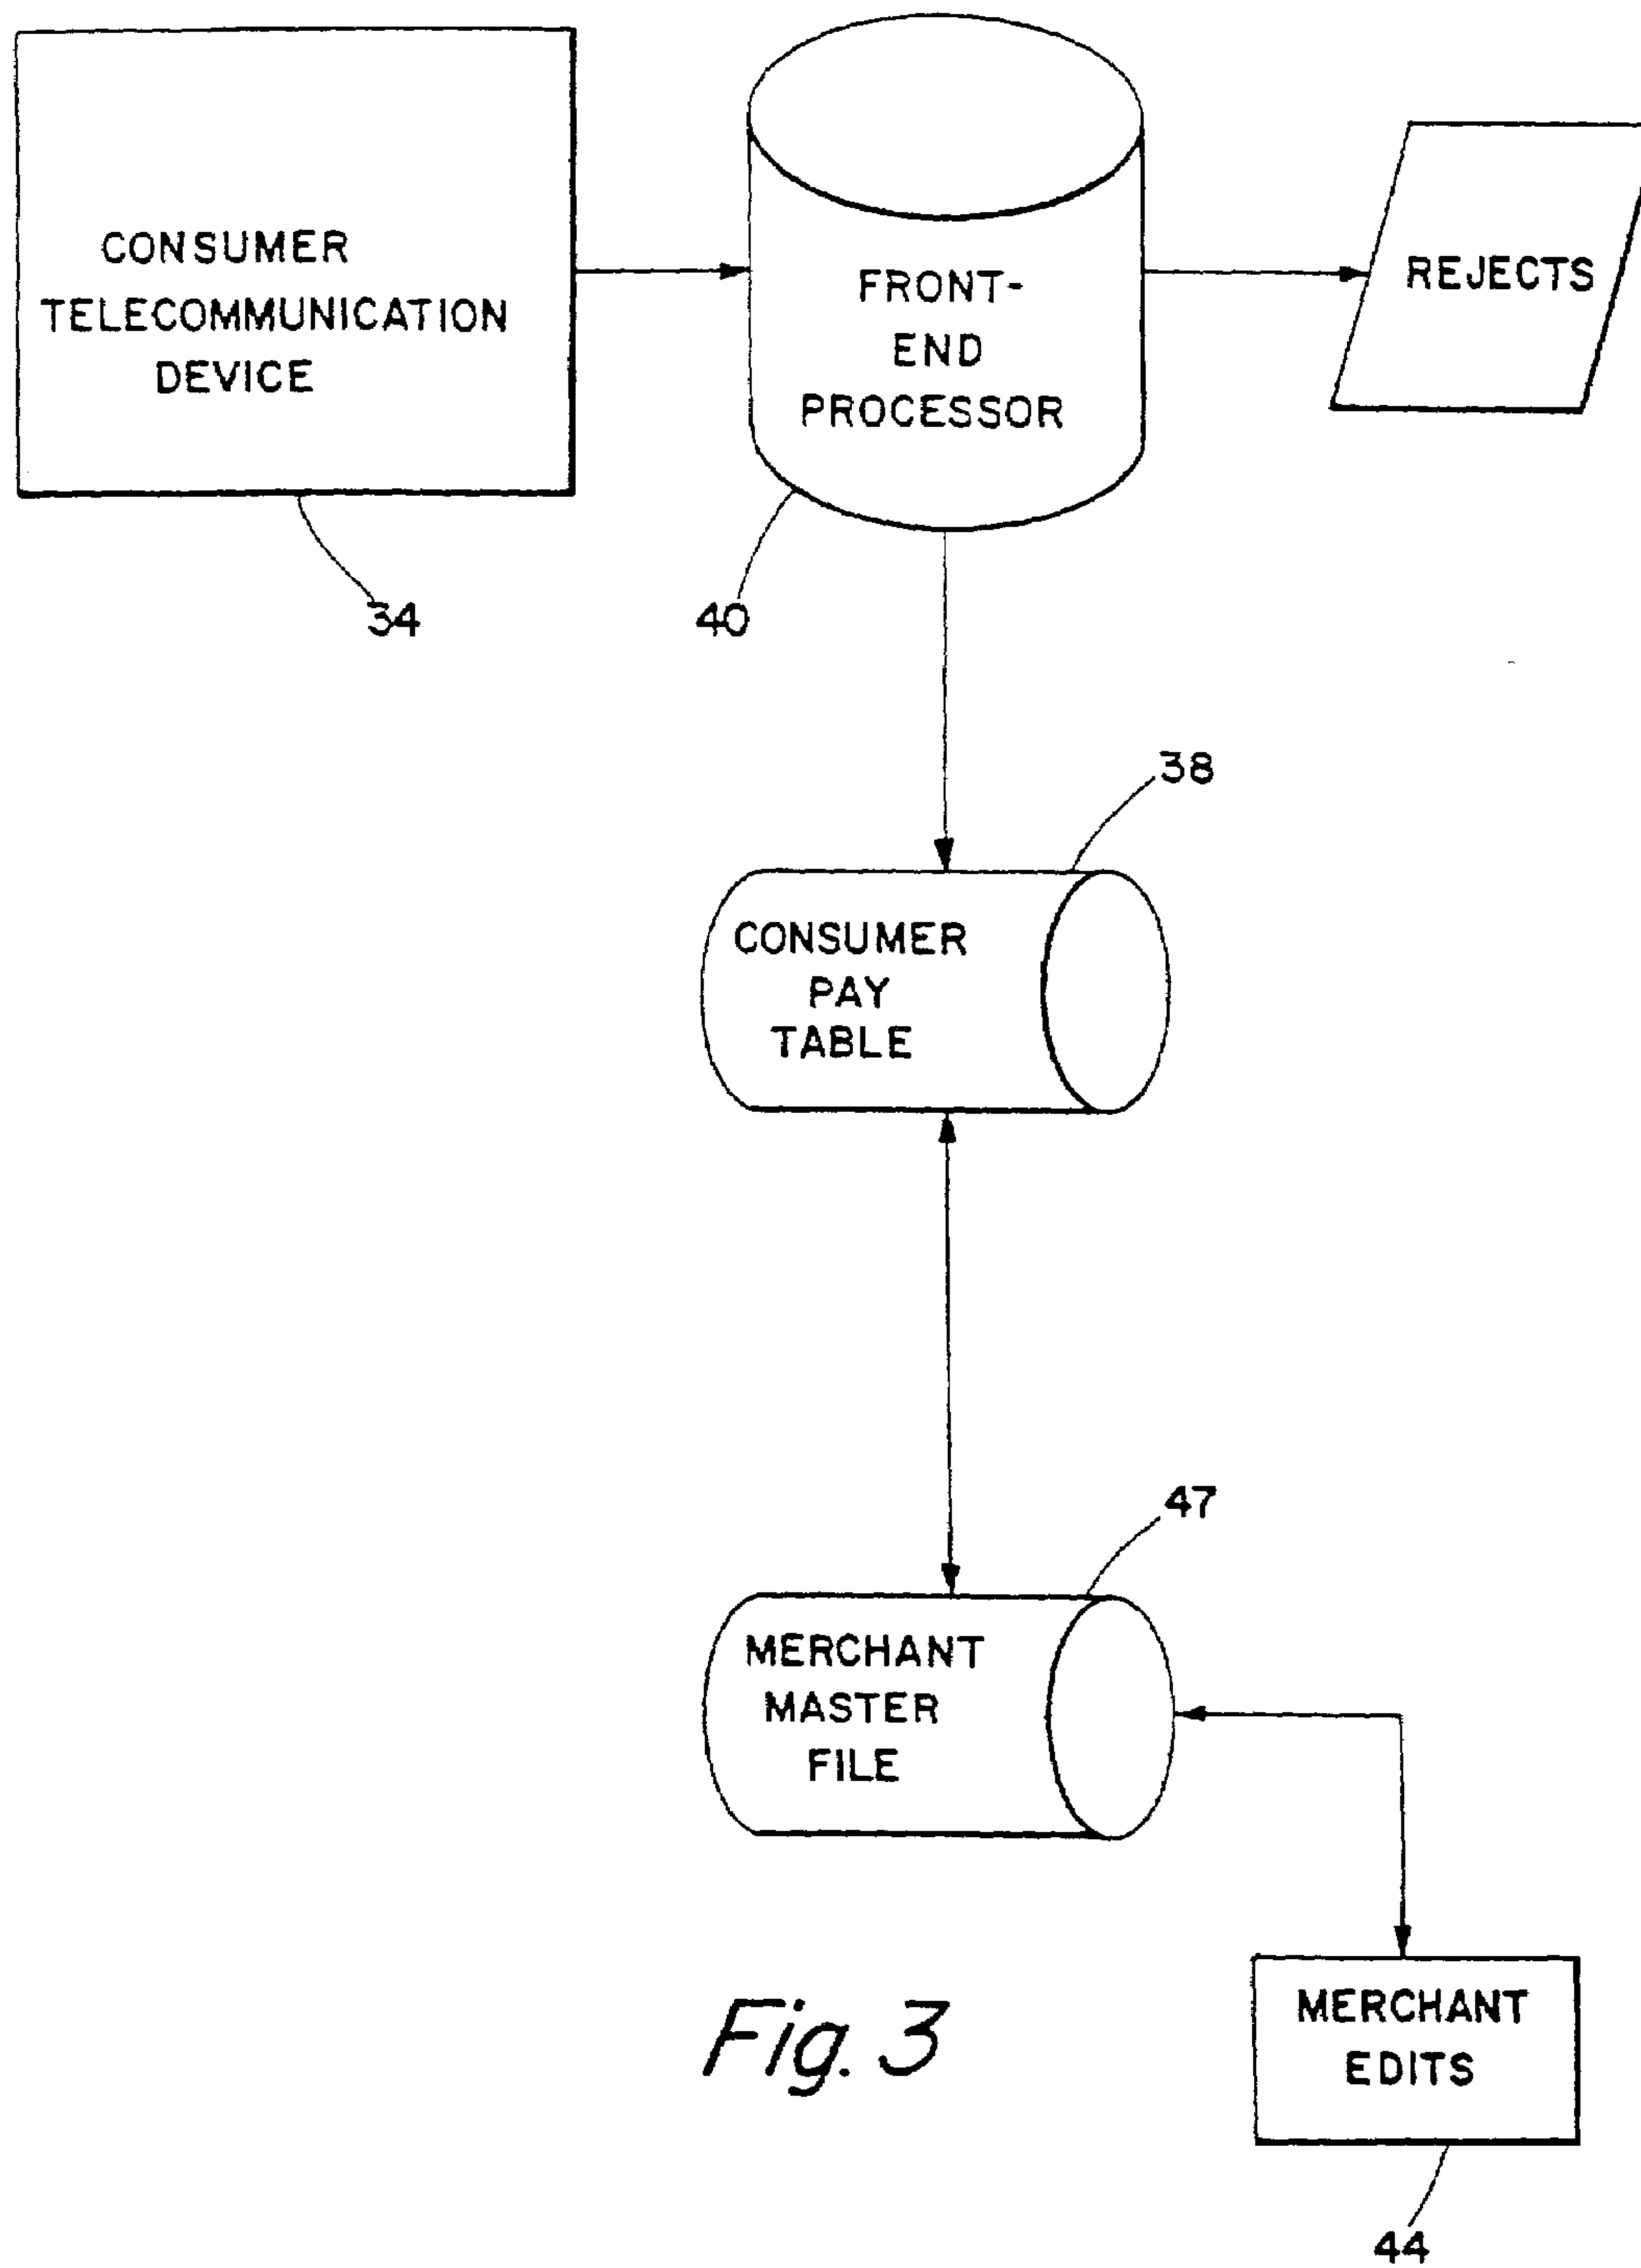 CONSUMER
TELECOMMUNICATION
DEVICE
34
FRONT-
END
PROCESSOR
40
REJECTS
38
CONSUMER
PAY
TABLE
47
MERCHANT
MASTER
FILE
MERCHANT
EDITS
44
Fig. 3